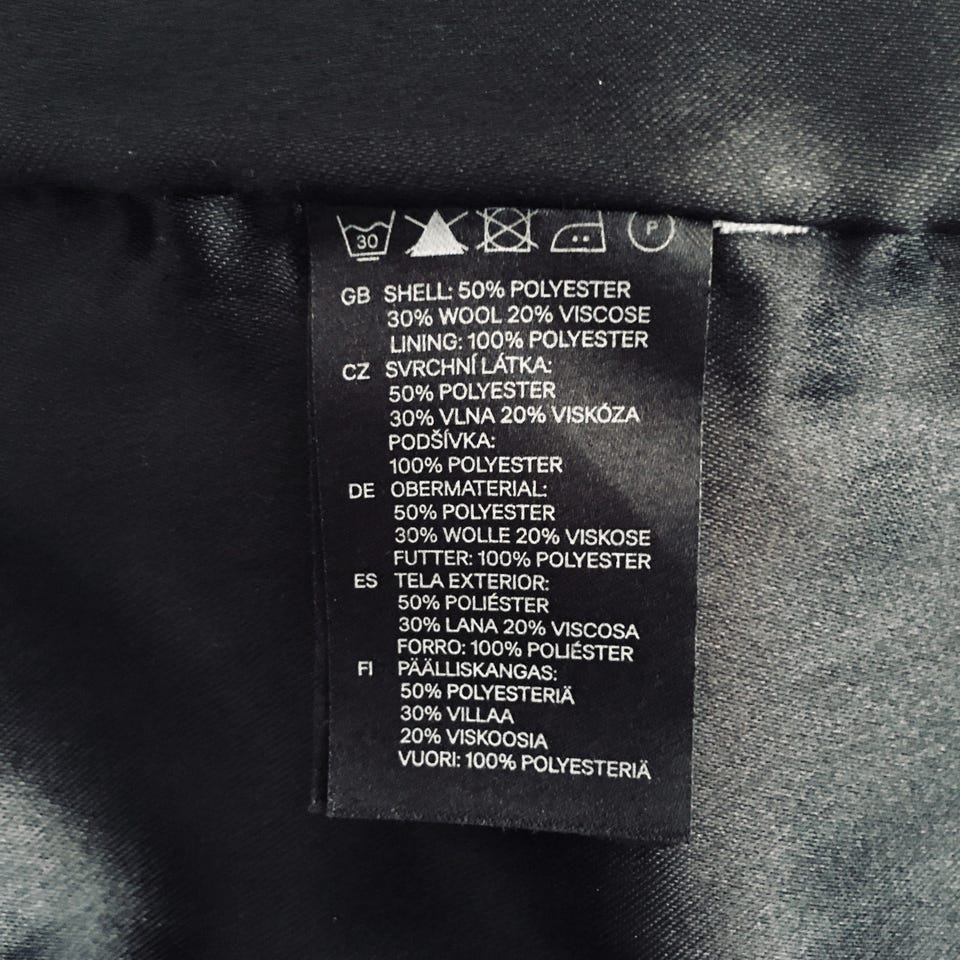 30 P
GB SHELL: 50% POLYESTER
30% WOOL 20% VISCOSE
LINING: 100% POLYESTER
CZ SVRCHNÍ LÁTKA:
50% POLYESTER
30% VLNA 20% VISKÓZA
PODŠÍVKA:
100% POLYESTER
DE OBERMATERIAL:
50% POLYESTER
30% WOLLE 20% VISKOSE
FUTTER: 100% POLYESTER
ES TELA EXTERIOR:
50% POLIÉSTER
30% LANA 20% VISCOSA
FORRO: 100% POLIÉSTER
FI PÄÄLLISKANGAS:
50% POLYESTERIÄ
30% VILLAA
20% VISKOOSIA
VUORI: 100% POLYESTERIÄ